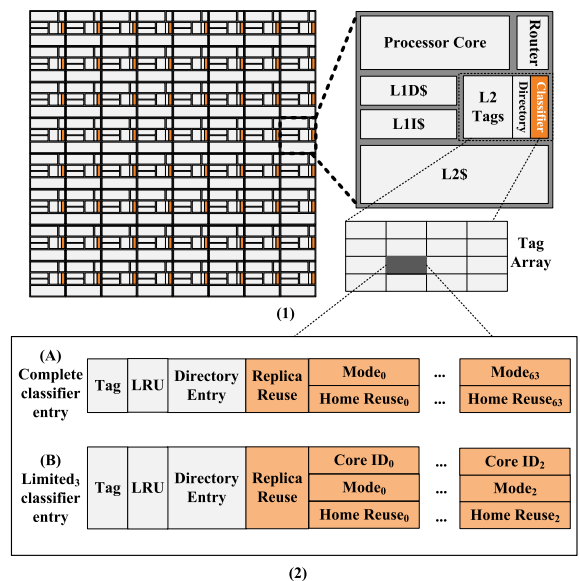 Processor Core
Router
L1D$
L1I$
L2
Tags
Directory
Classifier
L2$
Tag
Array
(1)
(A)
Complete
classifier
entry
Tag
LRU
Directory
Entry
Replica
Reuse
Mode₀
Home Reuse₀
...
...
Mode₆₃
Home Reuse₆₃
(B)
Limited₃
classifier
entry
Tag
LRU
Directory
Entry
Replica
Reuse
Core ID₀
Mode₀
Home Reuse₀
...
...
...
Core ID₂
Mode₂
Home Reuse₂
(2)